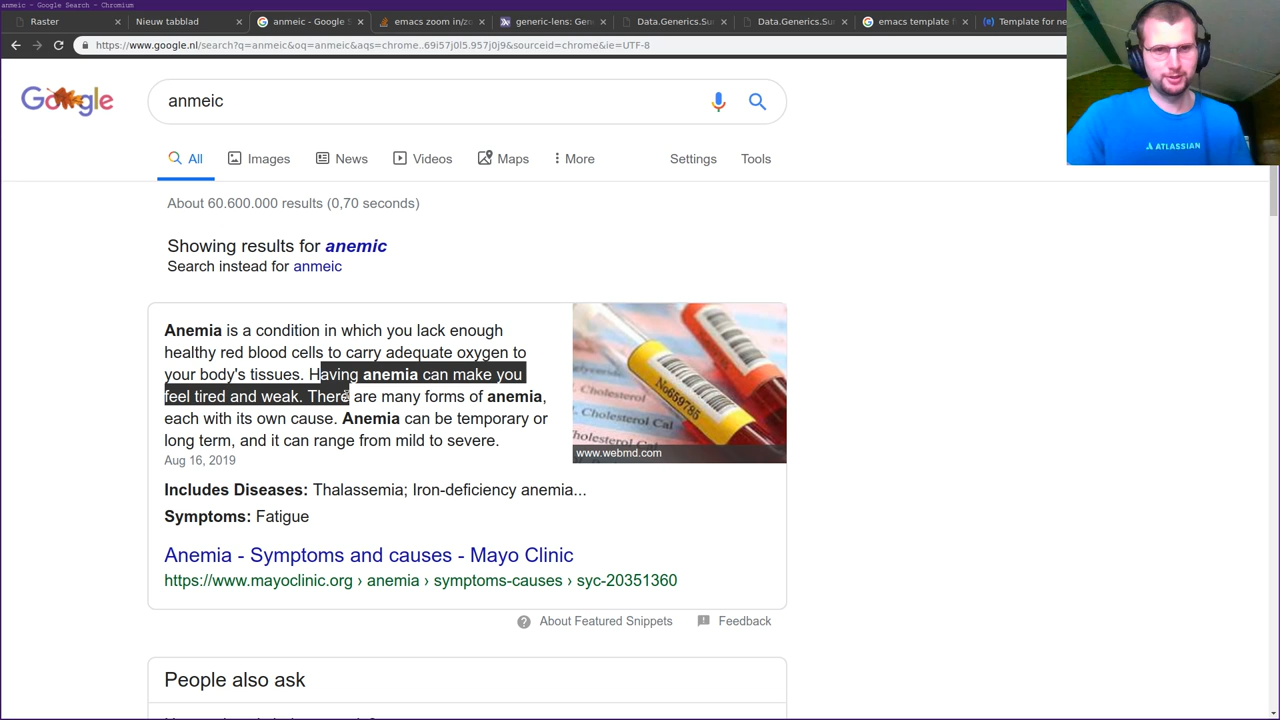 anmeic - Google Search - Chromium
Raster
Nieuw tabblad
anmeic - Google S
emacs zoom in/zo
generic-lens: Gene
Data.Generics.Sum
Data.Generics.Sum
emacs template fo
Template for ne
https://www.google.nl/search?q=anmeic&oq=anmeic&aqs=chrome..69i57j0l5.957j0j9&sourceid=chrome&ie=UTF-8
Google
anmeic
All
Images
News
Videos
Maps
More
Settings
Tools
ATLASSIAN
About 60.600.000 results (0,70 seconds)
Showing results for anemic
Search instead for anmeic
Anemia is a condition in which you lack enough
healthy red blood cells to carry adequate oxygen to
your body's tissues. Having anemia can make you
feel tired and weak. There are many forms of anemia,
each with its own cause. Anemia can be temporary or
long term, and it can range from mild to severe.
Aug 16, 2019
No659785
Cholesterol
Cholesterol Cal
holesterol
www.webmd.com
Includes Diseases: Thalassemia; Iron-deficiency anemia...
Symptoms: Fatigue
Anemia - Symptoms and causes - Mayo Clinic
https://www.mayoclinic.org › anemia › symptoms-causes › syc-20351360
About Featured Snippets
Feedback
People also ask